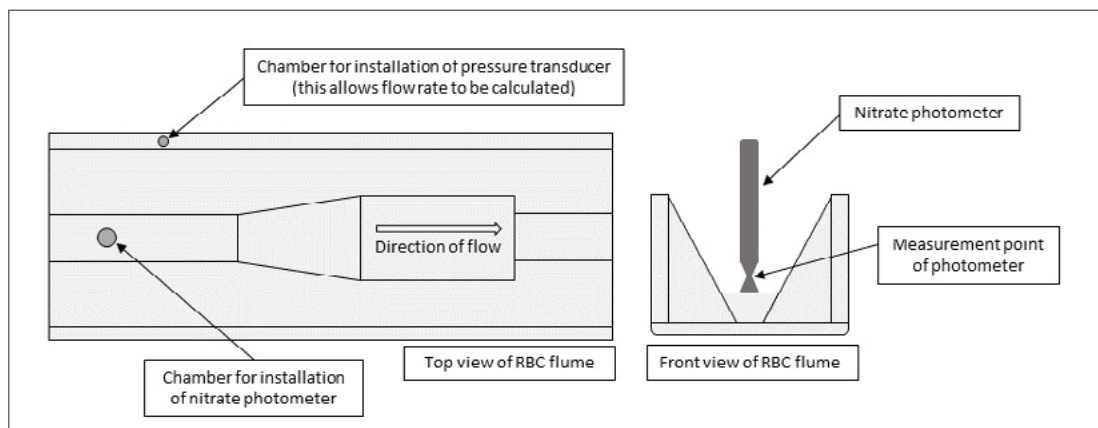 Chamber for installation of pressure transducer
(this allows flow rate to be calculated)
Nitrate photometer
Direction of flow
Measurement point
of photometer
Chamber for installation
of nitrate photometer
Top view of RBC flume
Front view of RBC flume